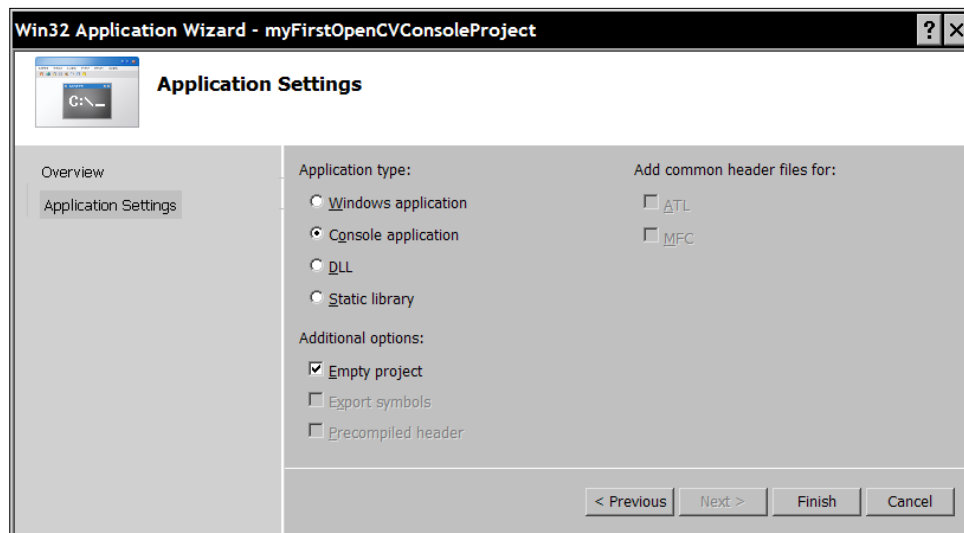 Win32 Application Wizard - myFirstOpenCVConsoleProject
? X
C:\_
Application Settings
Overview
Application Settings
Application type:
Windows application
Console application
DLL
Static library
Additional options:
Empty project
Export symbols
Precompiled header
Add common header files for:
ATL
MFC
< Previous
Next >
Finish
Cancel